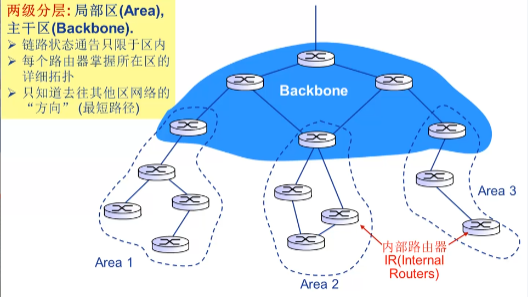 两级分层: 局部区(Area),
主干区(Backbone).
➢ 链路状态通告只限于区内
➢ 每个路由器掌握所在区的
详细拓扑
➢ 只知道去往其他区网络的
“方向” (最短路径)
Backbone
Area 3
内部路由器
IR(Internal
Routers)
Area 1
Area 2